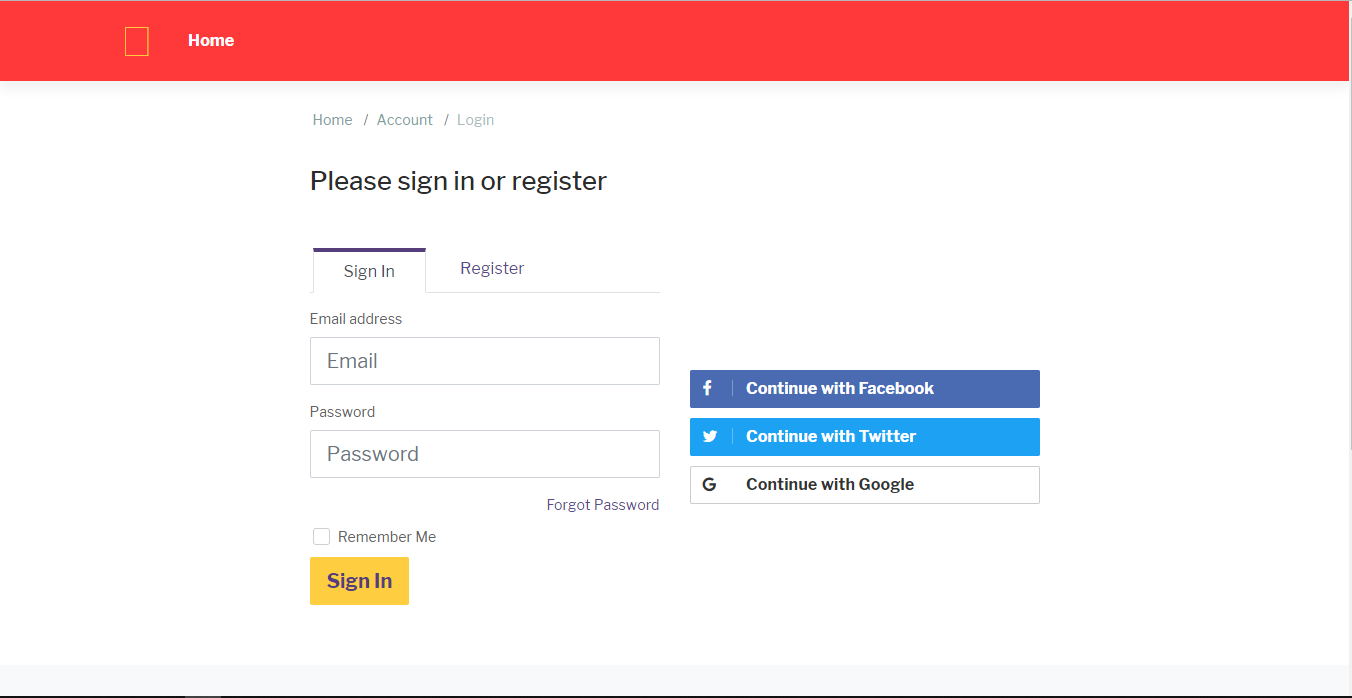 Home
Home / Account / Login
Please sign in or register
Sign In
Register
Email address
Email
Password
Password
Forgot Password
Remember Me
Sign In
Continue with Facebook
Continue with Twitter
Continue with Google